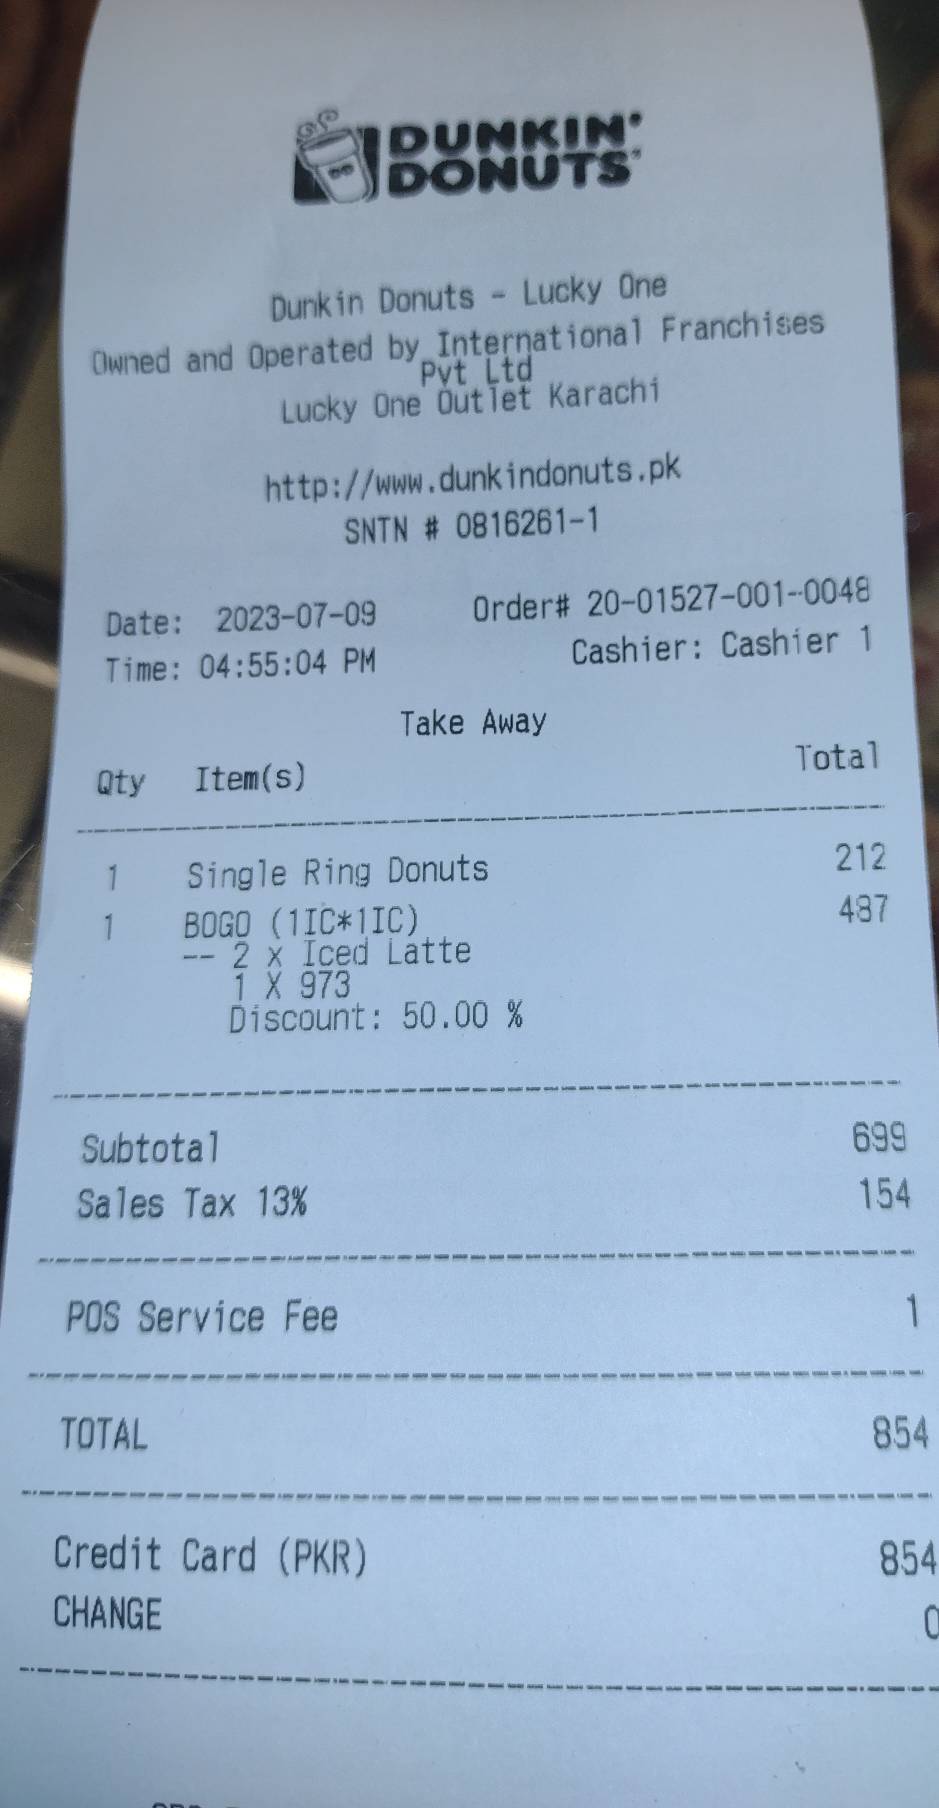 DUNKIN'
DONUTS
Dunkin Donuts - Lucky One
Owned and Operated by International Franchises
Pvt Ltd
Lucky One Outlet Karachi
http://www.dunkindonuts.pk
SNTN # 0816261-1
Date: 2023-07-09 Order# 20-01527-001-0048
Time: 04:55:04 PM Cashier: Cashier 1
Take Away
Qty Item(s) Total
1 Single Ring Donuts 212
1 BOGO (1IC*1IC) 487
-- 2 x Iced Latte
1 X 973
Discount: 50.00 %
Subtotal 699
Sales Tax 13% 154
POS Service Fee 1
TOTAL 854
Credit Card (PKR) 854
CHANGE 0